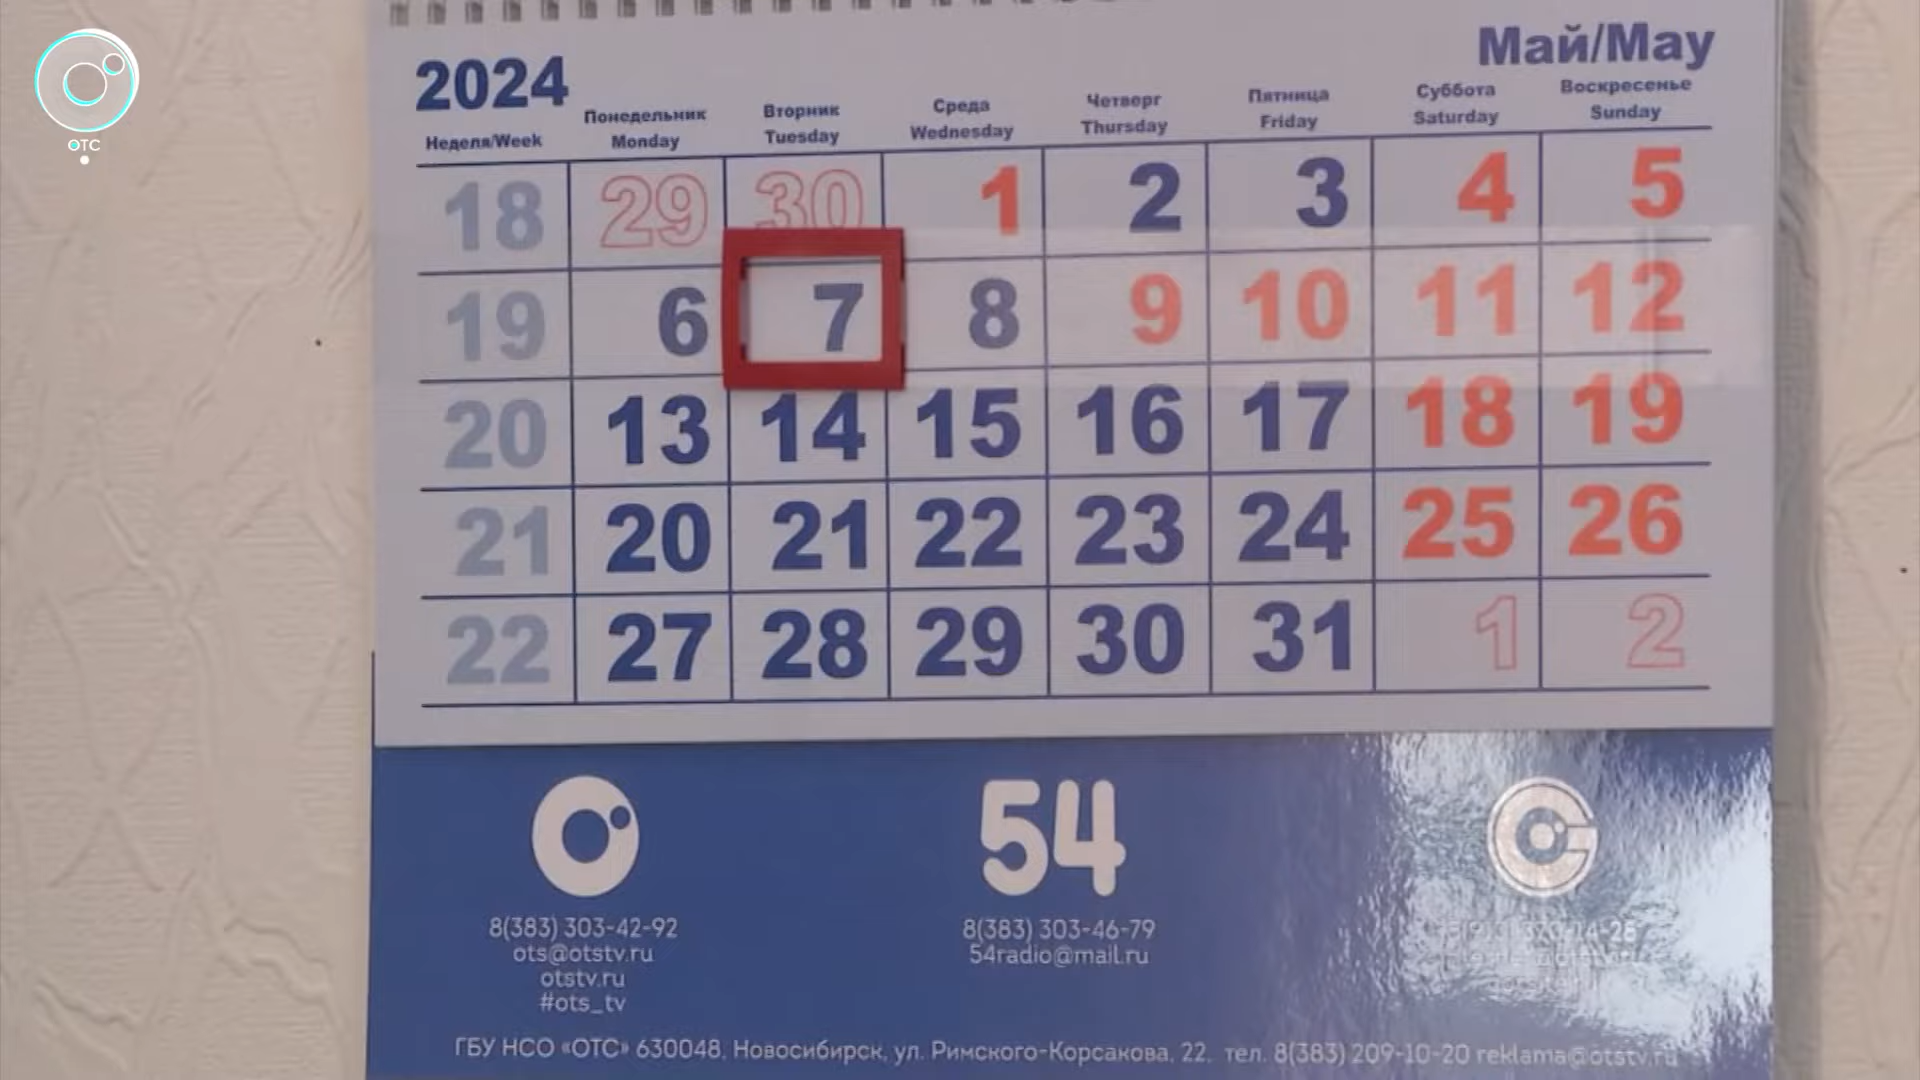 ОТС
2024
Май/May
Неделя/Week Понедельник Вторник Среда Четверг Пятница Суббота Воскресенье
Monday Tuesday Wednesday Thursday Friday Saturday Sunday
18 29 30 1 2 3 4 5
19 6 7 8 9 10 11 12
20 13 14 15 16 17 18 19
21 20 21 22 23 24 25 26
22 27 28 29 30 31 1 2
54
8(383) 303-42-92
ots@otstv.ru
otstv.ru
#ots_tv
8(383) 303-46-79
54radio@mail.ru
ГБУ НСО «ОТС» 630048, Новосибирск, ул. Римского-Корсакова, 22, тел. 8(383) 209-10-20 reklama@otstv.ru